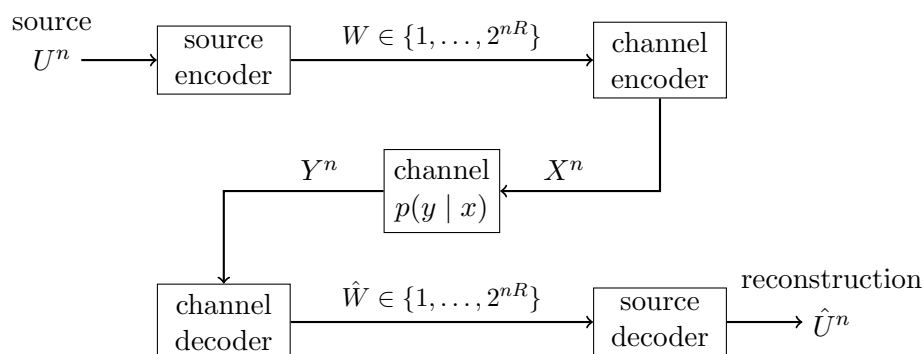 source
U^n
source
encoder
W ∈ {1, . . . , 2^{nR}}
channel
encoder
Y^n
channel
p(y | x)
X^n
channel
decoder
Ŵ ∈ {1, . . . , 2^{nR}}
source
decoder
reconstruction
Û^n